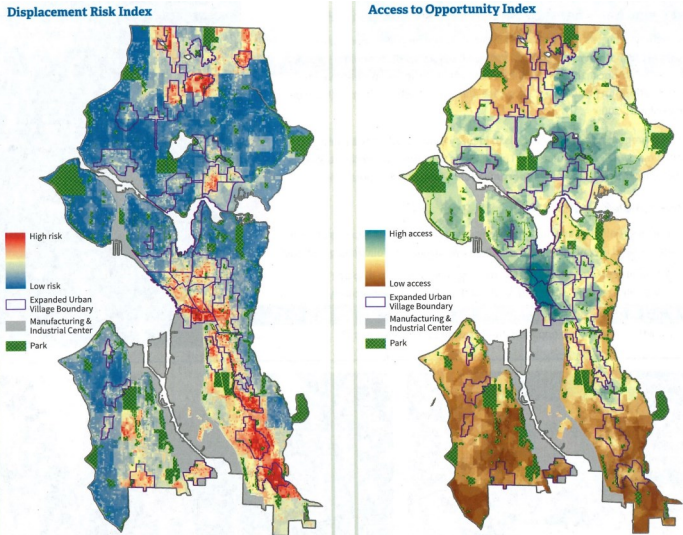 Displacement Risk Index
High risk
Low risk
Expanded Urban
Village Boundary
Manufacturing &
Industrial Center
Park
Access to Opportunity Index
High access
Low access
Expanded Urban
Village Boundary
Manufacturing &
Industrial Center
Park